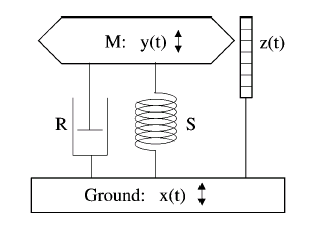 M: y(t)
z(t)
R
S
Ground: x(t)